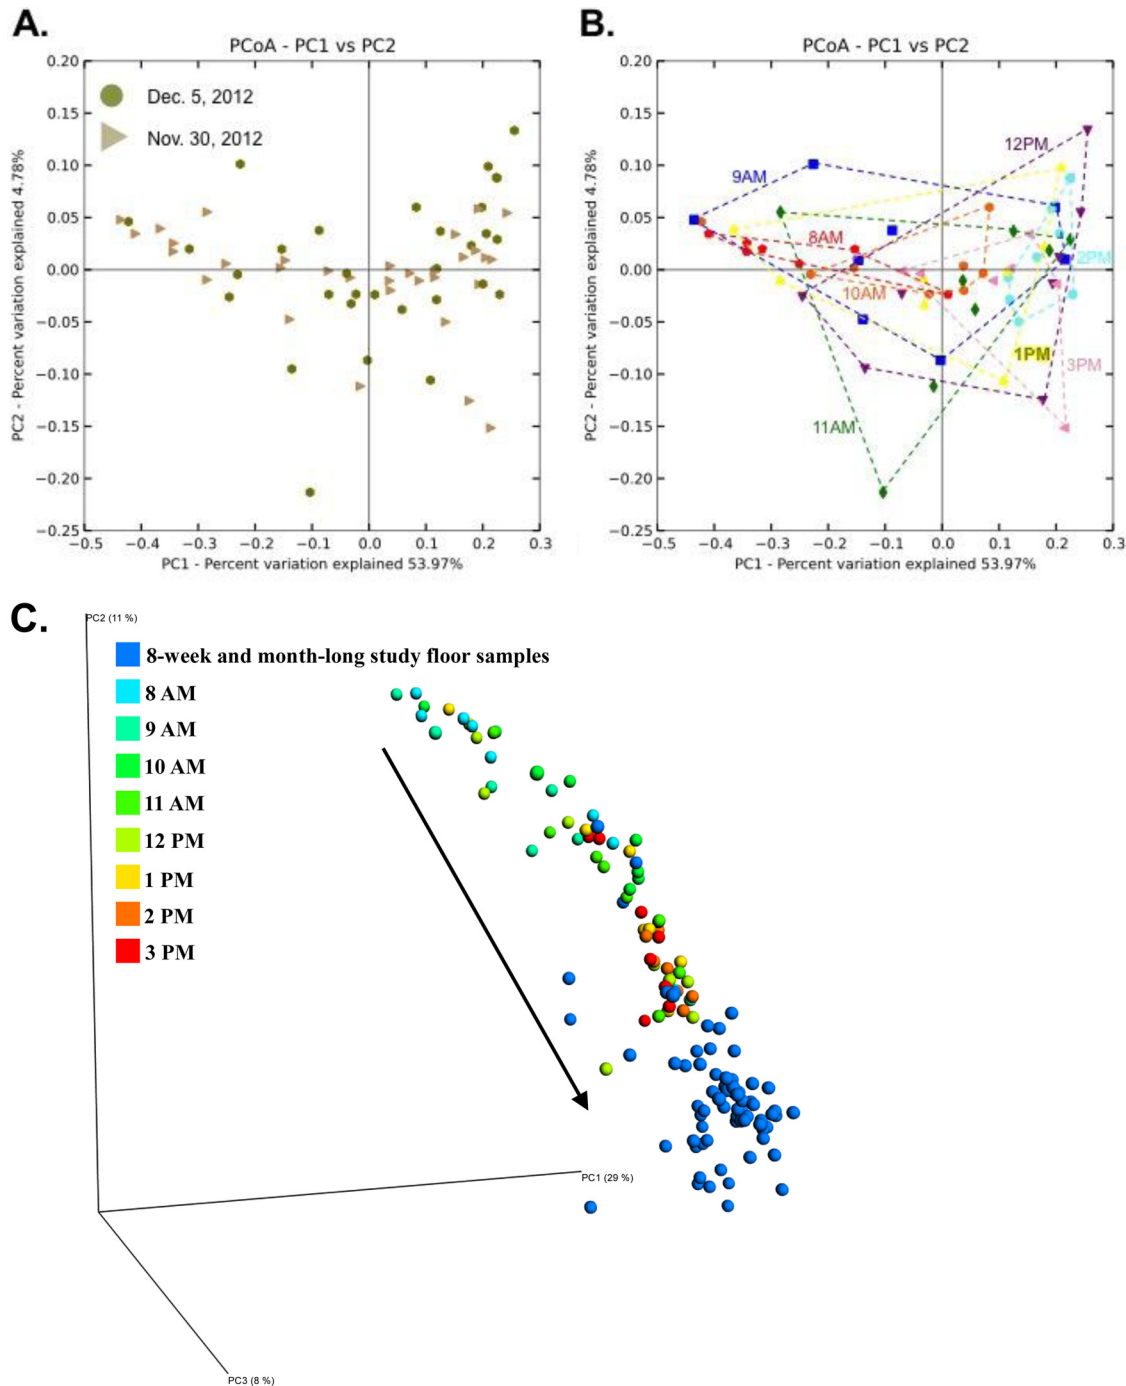 A.
PCoA - PC1 vs PC2
0.20
0.15
0.10
0.05
0.00
−0.05
−0.10
−0.15
−0.20
−0.25
PC2 - Percent variation explained 4.78%
Dec. 5, 2012
Nov. 30, 2012
−0.5 −0.4 −0.3 −0.2 −0.1 0.0 0.1 0.2 0.3
PC1 - Percent variation explained 53.97%
B.
PCoA - PC1 vs PC2
0.20
0.15
0.10
0.05
0.00
−0.05
−0.10
−0.15
−0.20
−0.25
PC2 - Percent variation explained 4.78%
12PM
9AM
8AM
2PM
10AM
1PM
3PM
11AM
−0.5 −0.4 −0.3 −0.2 −0.1 0.0 0.1 0.2 0.3
PC1 - Percent variation explained 53.97%
C.
PC2 (11 %)
8-week and month-long study floor samples
8 AM
9 AM
10 AM
11 AM
12 PM
1 PM
2 PM
3 PM
PC1 (29 %)
PC3 (8 %)